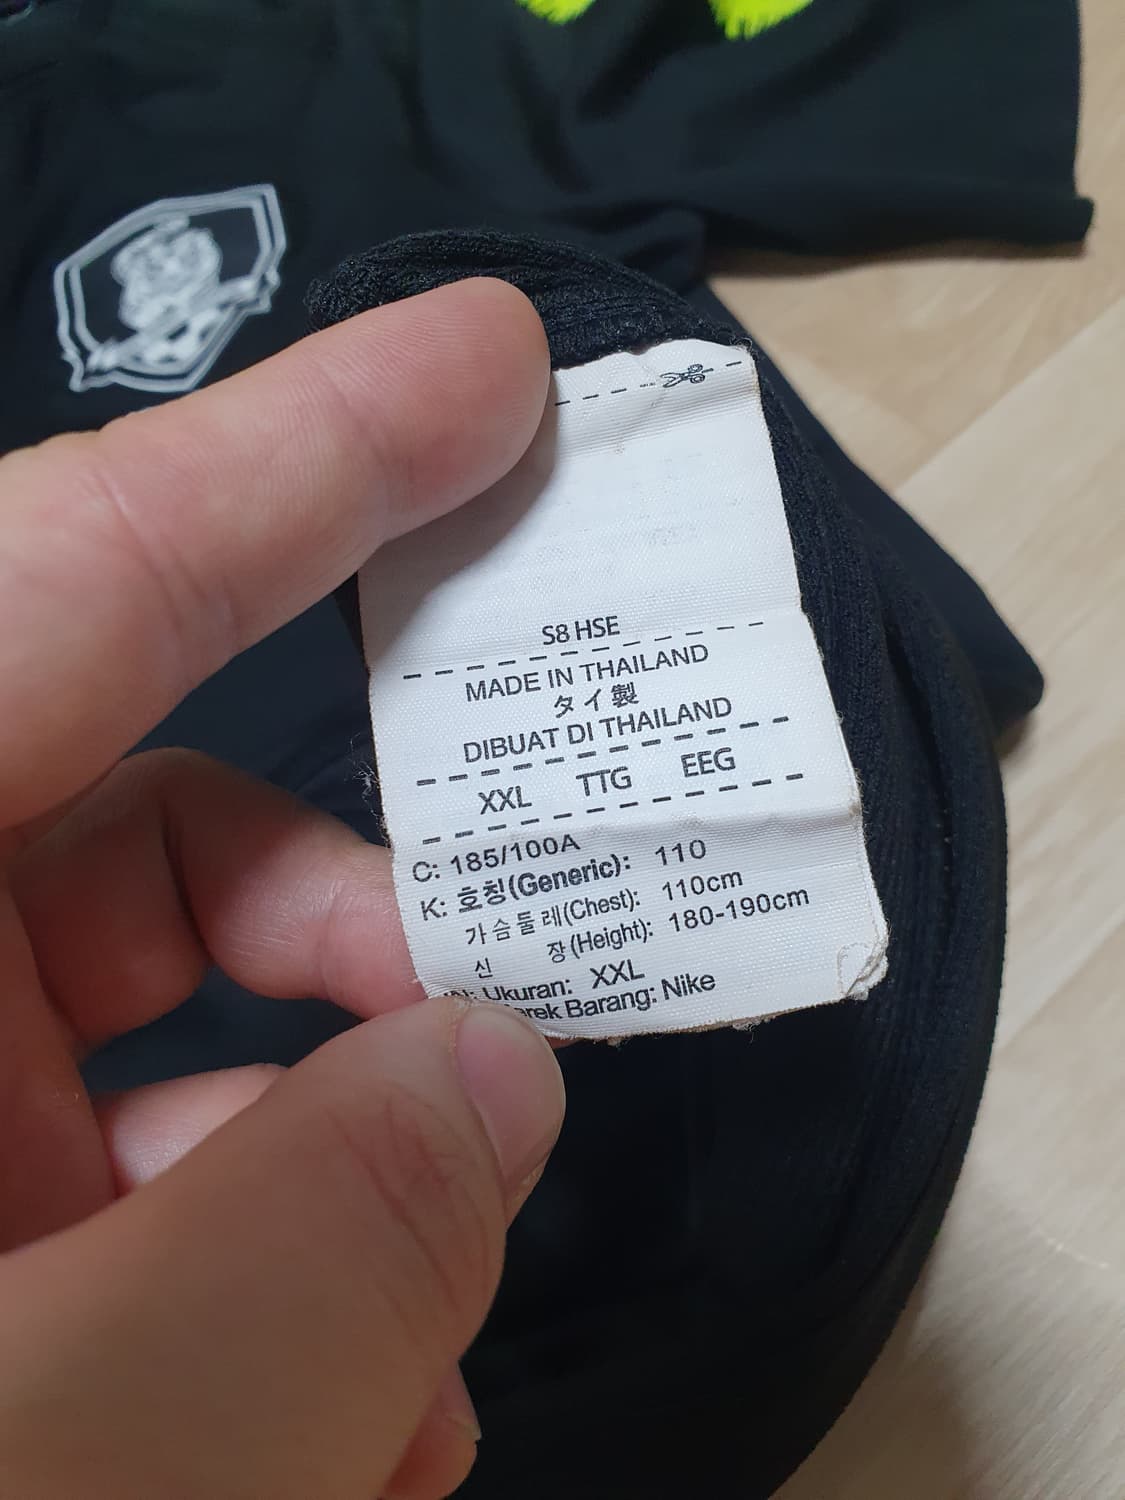 S8 HSE
MADE IN THAILAND
タイ製
DIBUAT DI THAILAND
XXL TTG EEG
C: 185/100A
K: 호칭(Generic): 110
가슴둘레(Chest): 110cm
신 장(Height): 180-190cm
Ukuran: XXL
Barang: Nike